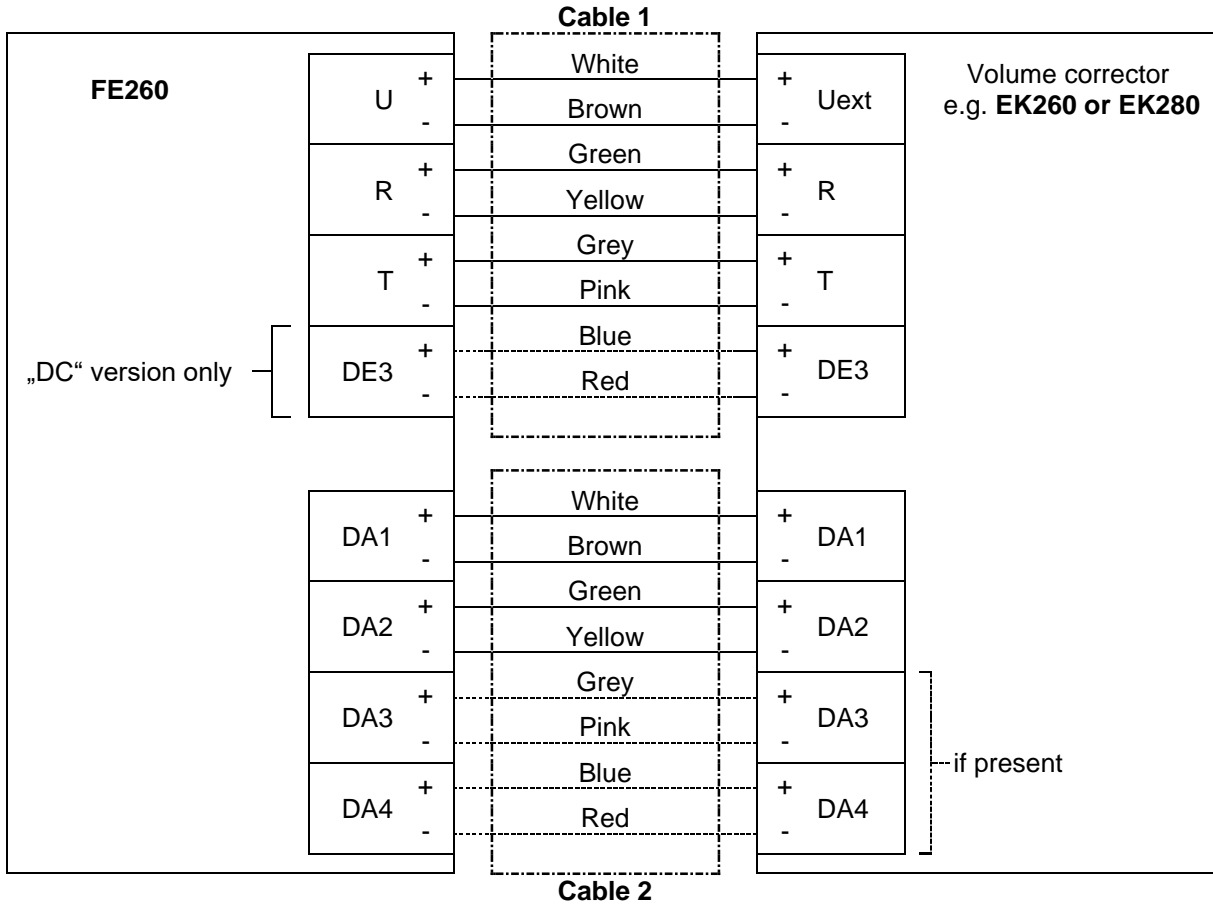 Cable 1
FE260
Volume corrector
e.g. EK260 or EK280
U + -
White
Brown
+ - Uext
R + -
Green
Yellow
+ - R
T + -
Grey
Pink
+ - T
„DC“ version only
DE3 + -
Blue
Red
+ - DE3
DA1 + -
White
Brown
+ - DA1
DA2 + -
Green
Yellow
+ - DA2
DA3 + -
Grey
Pink
+ - DA3
DA4 + -
Blue
Red
+ - DA4
if present
Cable 2